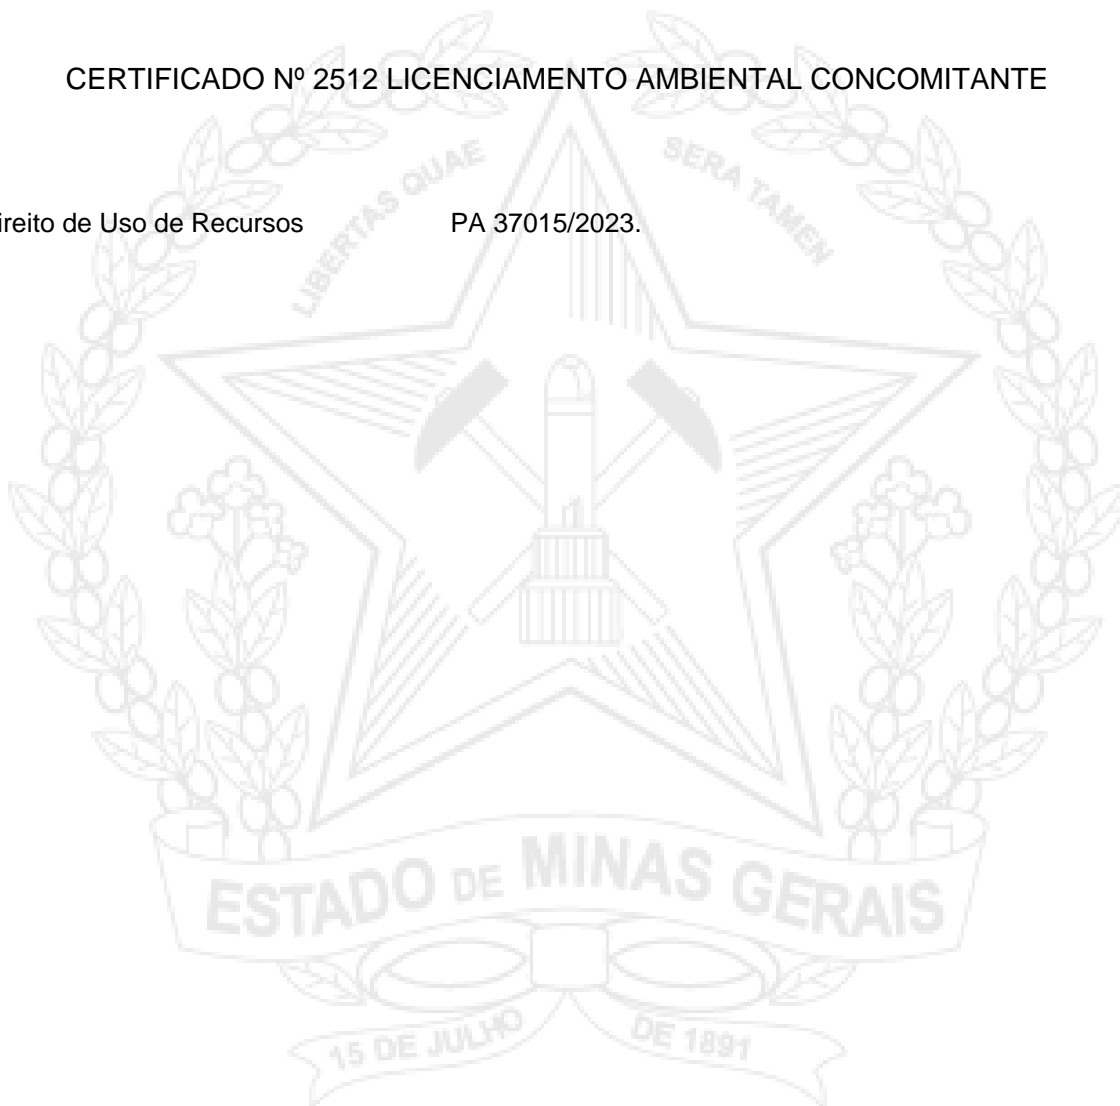 CERTIFICADO Nº 2512 LICENCIAMENTO AMBIENTAL CONCOMITANTE
LIBERTAS QUAE SERA TAMEN
ireito de Uso de Recursos PA 37015/2023.
ESTADO DE MINAS GERAIS
15 DE JULHO DE 1891